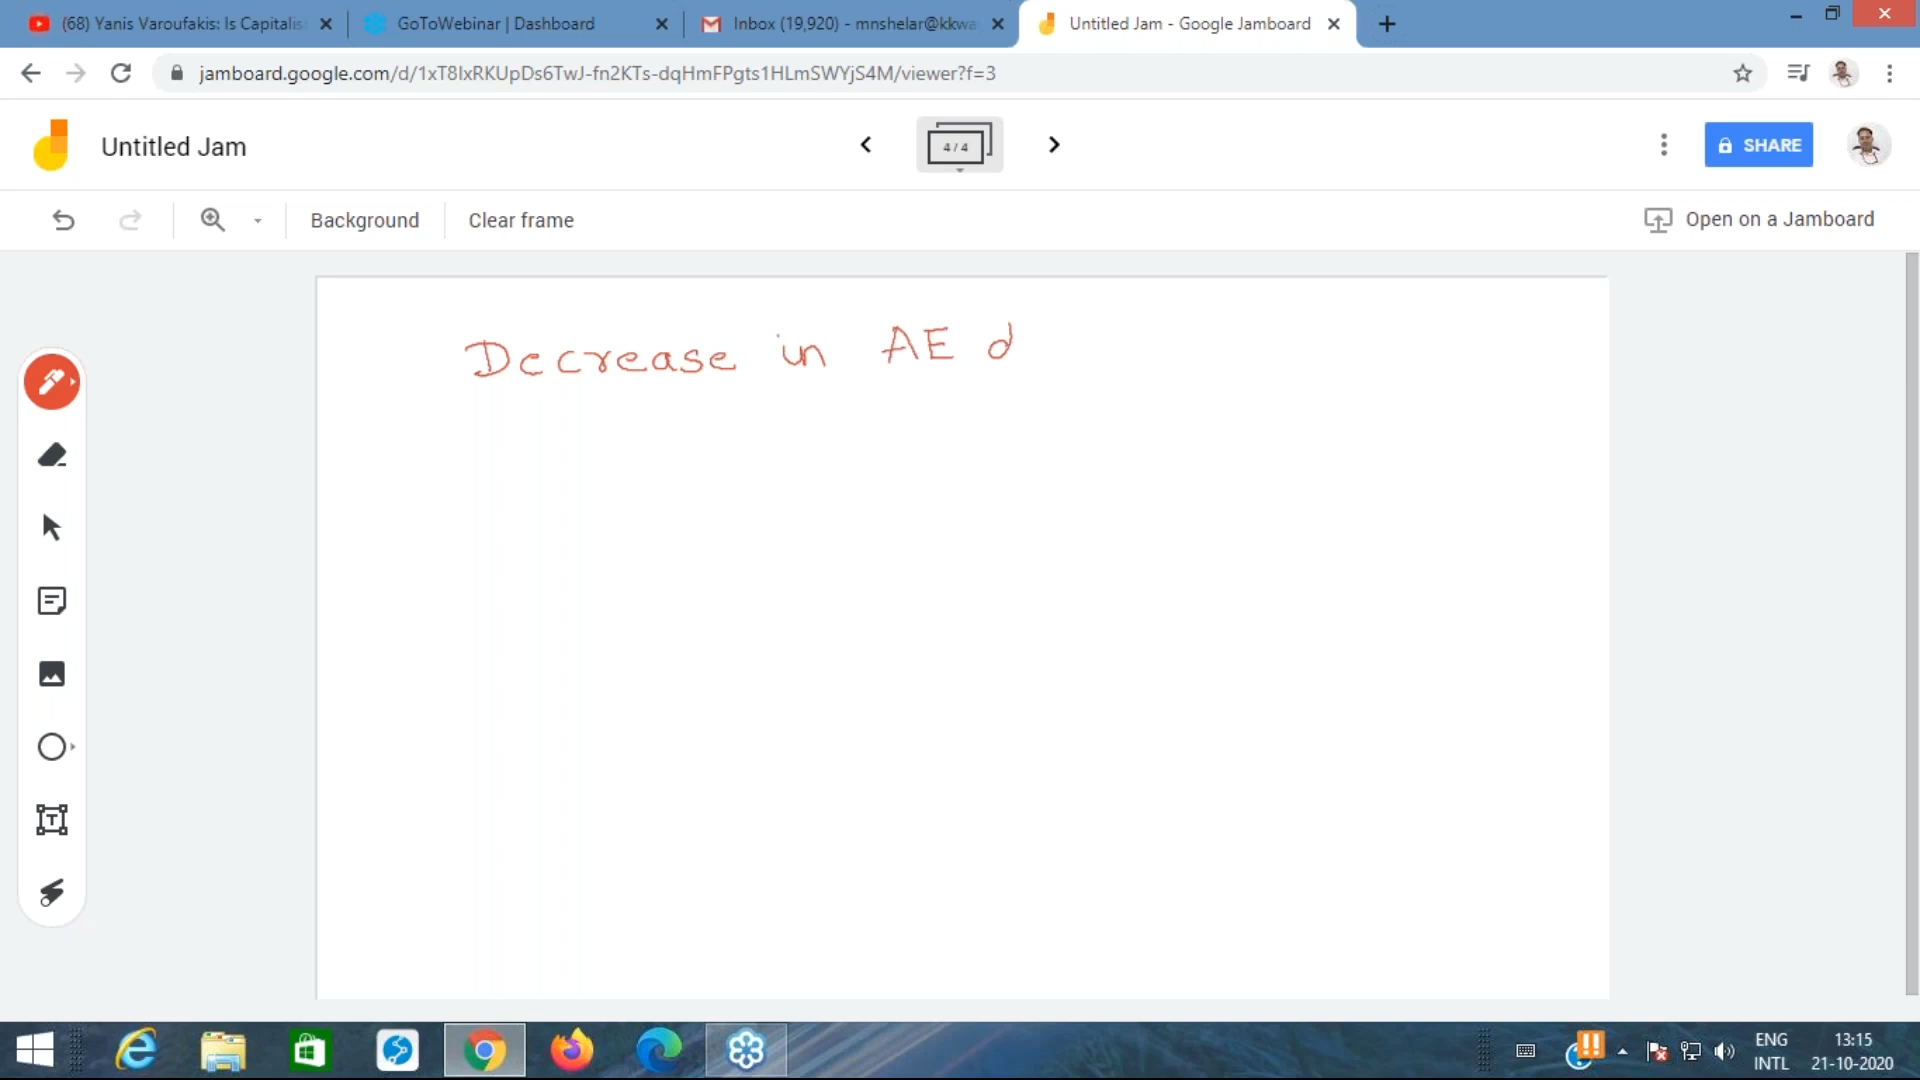 (68) Yanis Varoufakis: Is Capitalis
GoToWebinar | Dashboard
Inbox (19,920) - mnshelar@kkwa
Untitled Jam - Google Jamboard
jamboard.google.com/d/1xT8IxRKUpDs6TwJ-fn2KTs-dqHmFPgts1HLmSWYjS4M/viewer?f=3
Untitled Jam
4 / 4
SHARE
Background
Clear frame
Open on a Jamboard
Decrease in AE d
ENG 13:15
INTL 21-10-2020